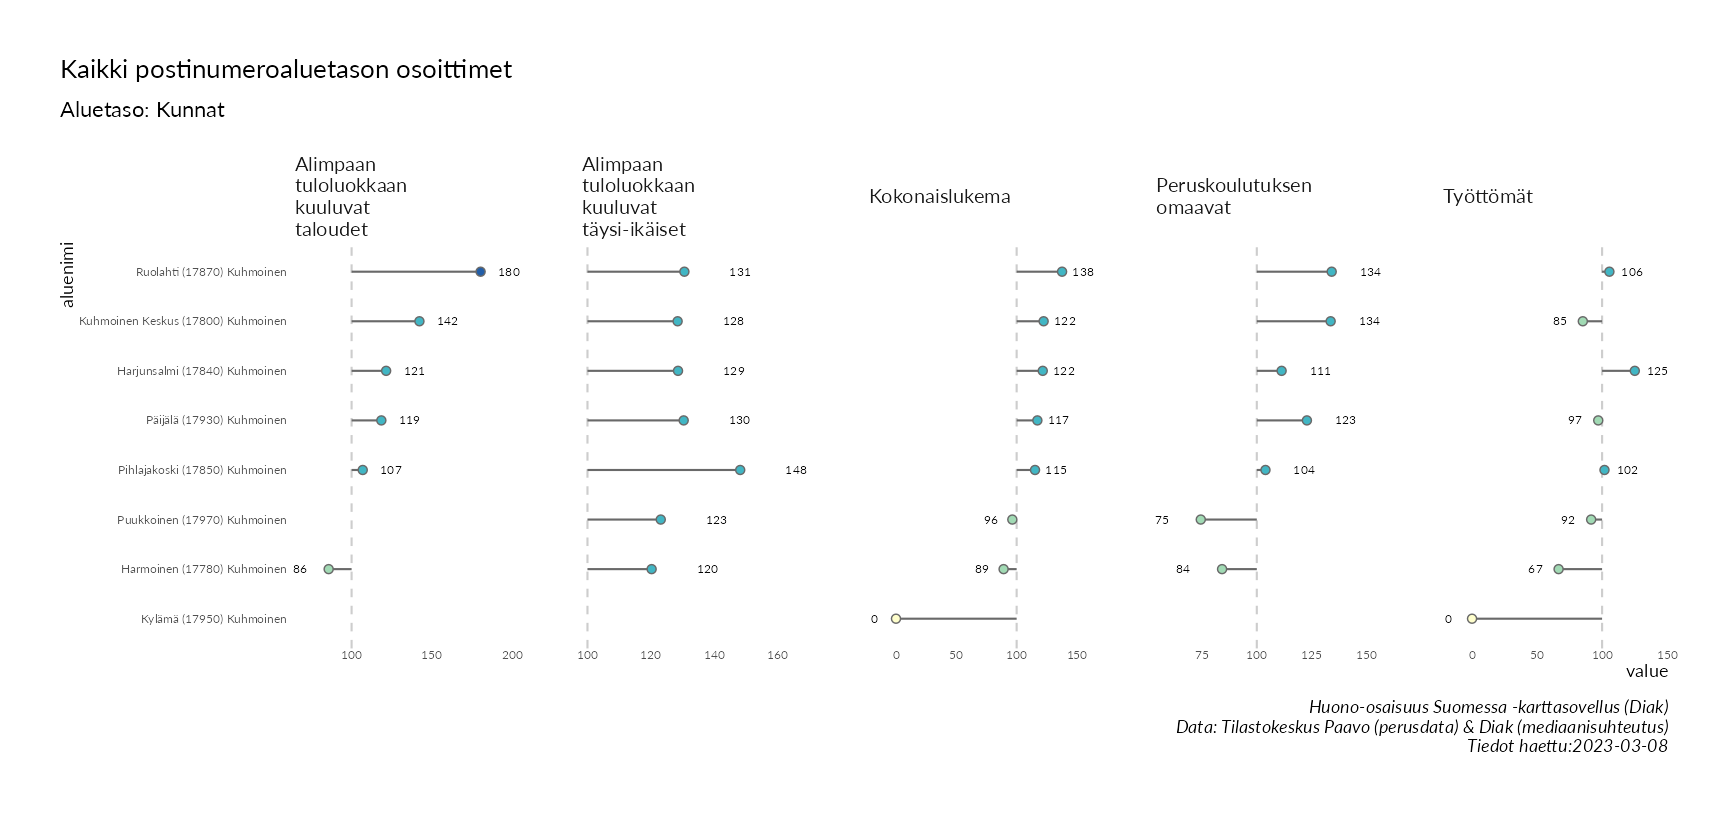 Kaikki postinumeroaluetason osoittimet
Aluetaso: Kunnat
Alimpaan
tuloluokkaan
kuuluvat
taloudet
Alimpaan
tuloluokkaan
kuuluvat
täysi-ikäiset
Kokonaislukema
Peruskoulutuksen
omaavat
Työttömät
aluenimi
Ruolahti (17870) Kuhmoinen 180 131 138 134 106
Kuhmoinen Keskus (17800) Kuhmoinen 142 128 122 134 85
Harjunsalmi (17840) Kuhmoinen 121 129 122 111 125
Päijälä (17930) Kuhmoinen 119 130 117 123 97
Pihlajakoski (17850) Kuhmoinen 107 148 115 104 102
Puukkoinen (17970) Kuhmoinen 123 96 75 92
Harmoinen (17780) Kuhmoinen 86 120 89 84 67
Kylämä (17950) Kuhmoinen 0 0
100 150 200 100 120 140 160 0 50 100 150 75 100 125 150 0 50 100 150
value
Huono-osaisuus Suomessa -karttasovellus (Diak)
Data: Tilastokeskus Paavo (perusdata) & Diak (mediaanisuhteutus)
Tiedot haettu:2023-03-08